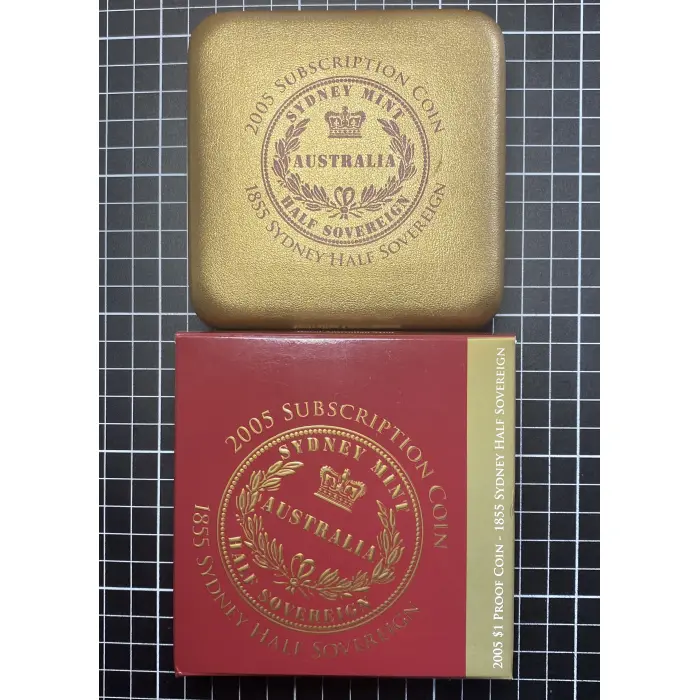 2005 Subscription Coin
SYDNEY MINT
AUSTRALIA
HALF SOVEREIGN
1855 Sydney Half Sovereign
2005 Subscription Coin
SYDNEY MINT
AUSTRALIA
HALF SOVEREIGN
1855 Sydney Half Sovereign
2005 $1 Proof Coin - 1855 Sydney Half Sovereign